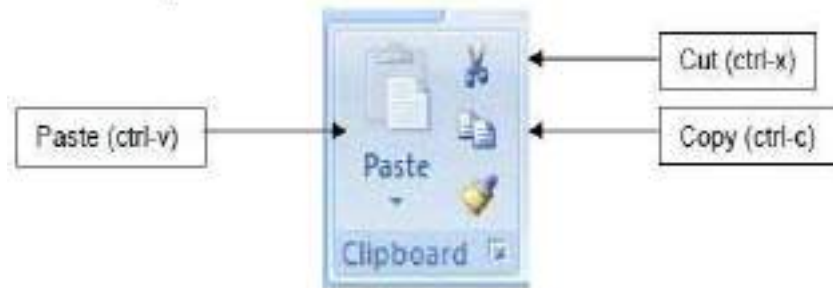 Cut (ctrl-x)
Paste (ctrl-v)
Copy (ctrl-c)
Paste
Clipboard